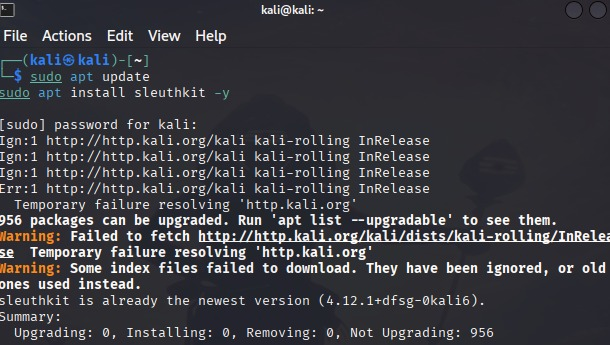 kali@kali: ~
File Actions Edit View Help
┌──(kali㉿kali)-[~]
└─$ sudo apt update
sudo apt install sleuthkit -y
[sudo] password for kali:
Ign:1 http://http.kali.org/kali kali-rolling InRelease
Ign:1 http://http.kali.org/kali kali-rolling InRelease
Ign:1 http://http.kali.org/kali kali-rolling InRelease
Err:1 http://http.kali.org/kali kali-rolling InRelease
Temporary failure resolving 'http.kali.org'
956 packages can be upgraded. Run 'apt list --upgradable' to see them.
Warning: Failed to fetch http://http.kali.org/kali/dists/kali-rolling/InRelea
se Temporary failure resolving 'http.kali.org'
Warning: Some index files failed to download. They have been ignored, or old
ones used instead.
sleuthkit is already the newest version (4.12.1+dfsg-0kali6).
Summary:
Upgrading: 0, Installing: 0, Removing: 0, Not Upgrading: 956